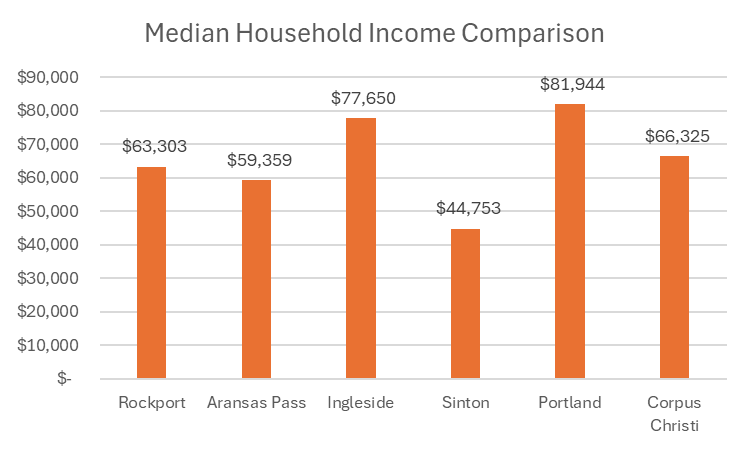 Median Household Income Comparison
$90,000
$80,000
$70,000
$60,000
$50,000
$40,000
$30,000
$20,000
$10,000
$-
$63,303
$59,359
$77,650
$44,753
$81,944
$66,325
Rockport
Aransas Pass
Ingleside
Sinton
Portland
Corpus
Christi